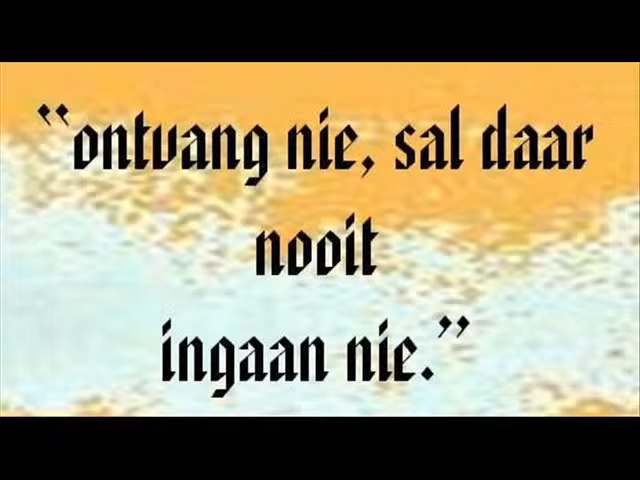 “ontvang nie, sal daar
nooit
ingaan nie.”